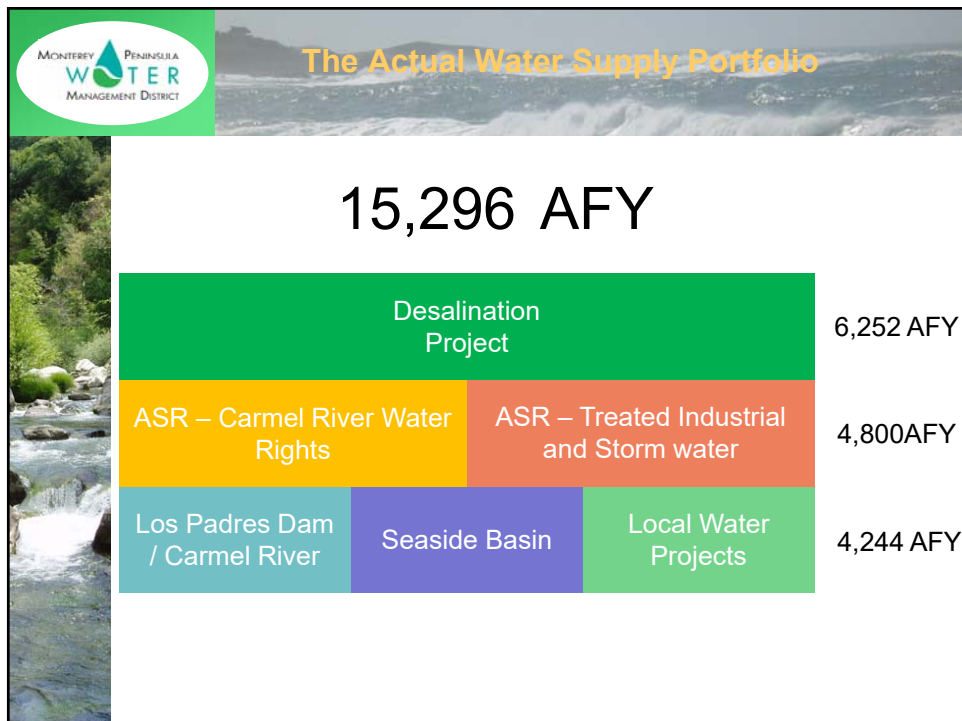 MONTEREY PENINSULA
WATER
MANAGEMENT DISTRICT
The Actual Water Supply Portfolio
15,296 AFY
Desalination
Project
6,252 AFY
ASR – Carmel River Water
Rights
ASR – Treated Industrial
and Storm water
4,800AFY
Los Padres Dam
/ Carmel River
Seaside Basin
Local Water
Projects
4,244 AFY